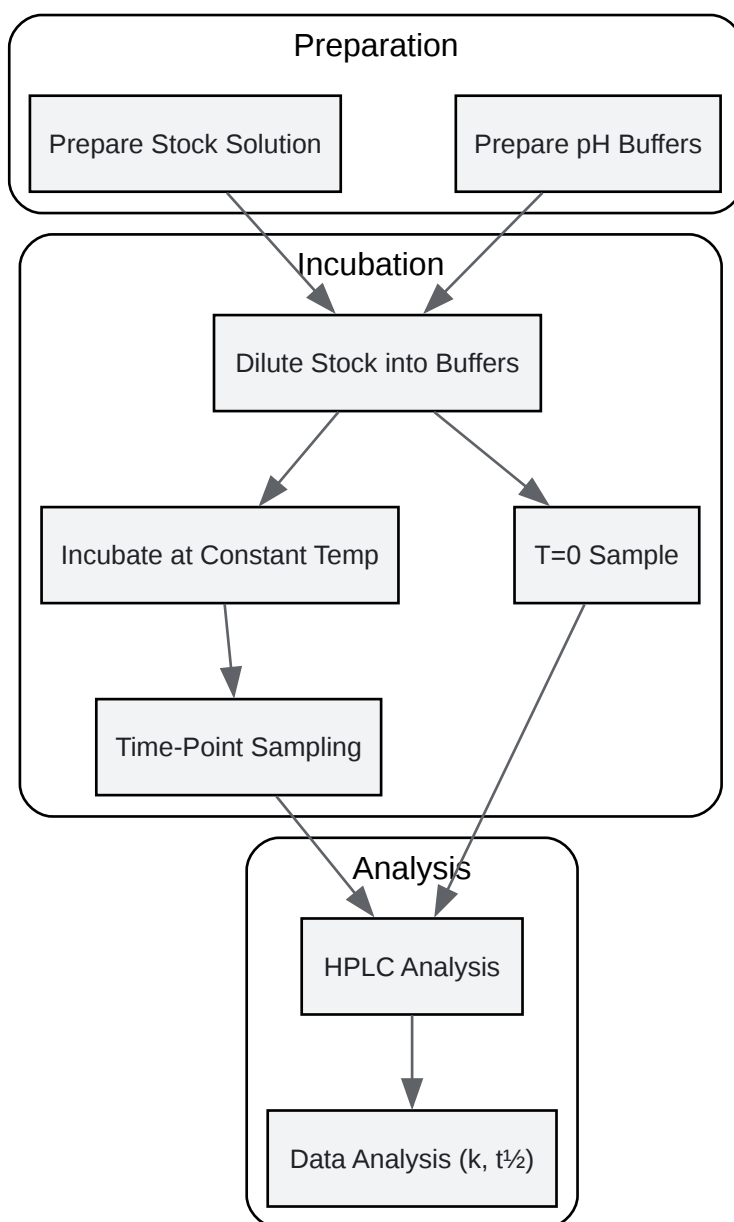 Preparation
Prepare Stock Solution
Prepare pH Buffers
Incubation
Dilute Stock into Buffers
Incubate at Constant Temp
T=0 Sample
Time-Point Sampling
Analysis
HPLC Analysis
Data Analysis (k, t½)